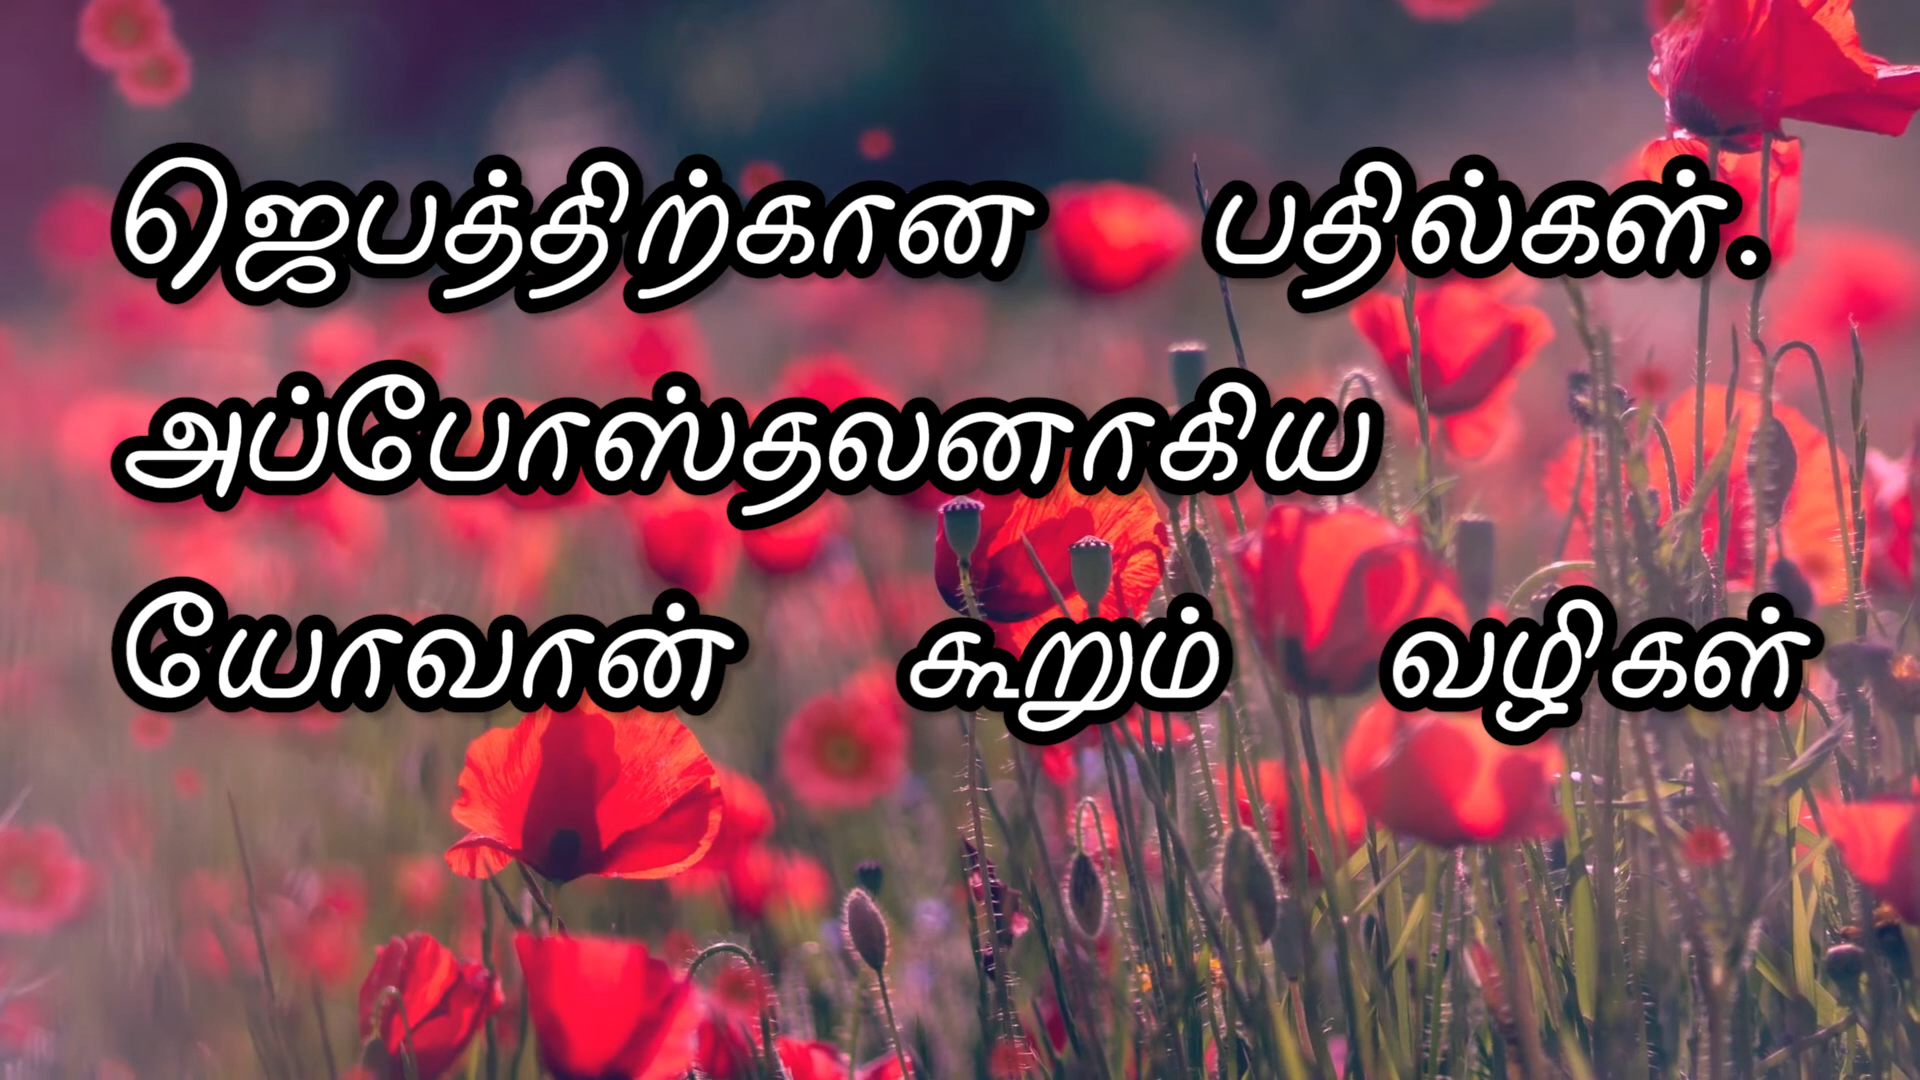 ஜெபத்திற்கான பதில்கள்.
அப்போஸ்தலனாகிய
யோவான் கூறும் வழிகள்